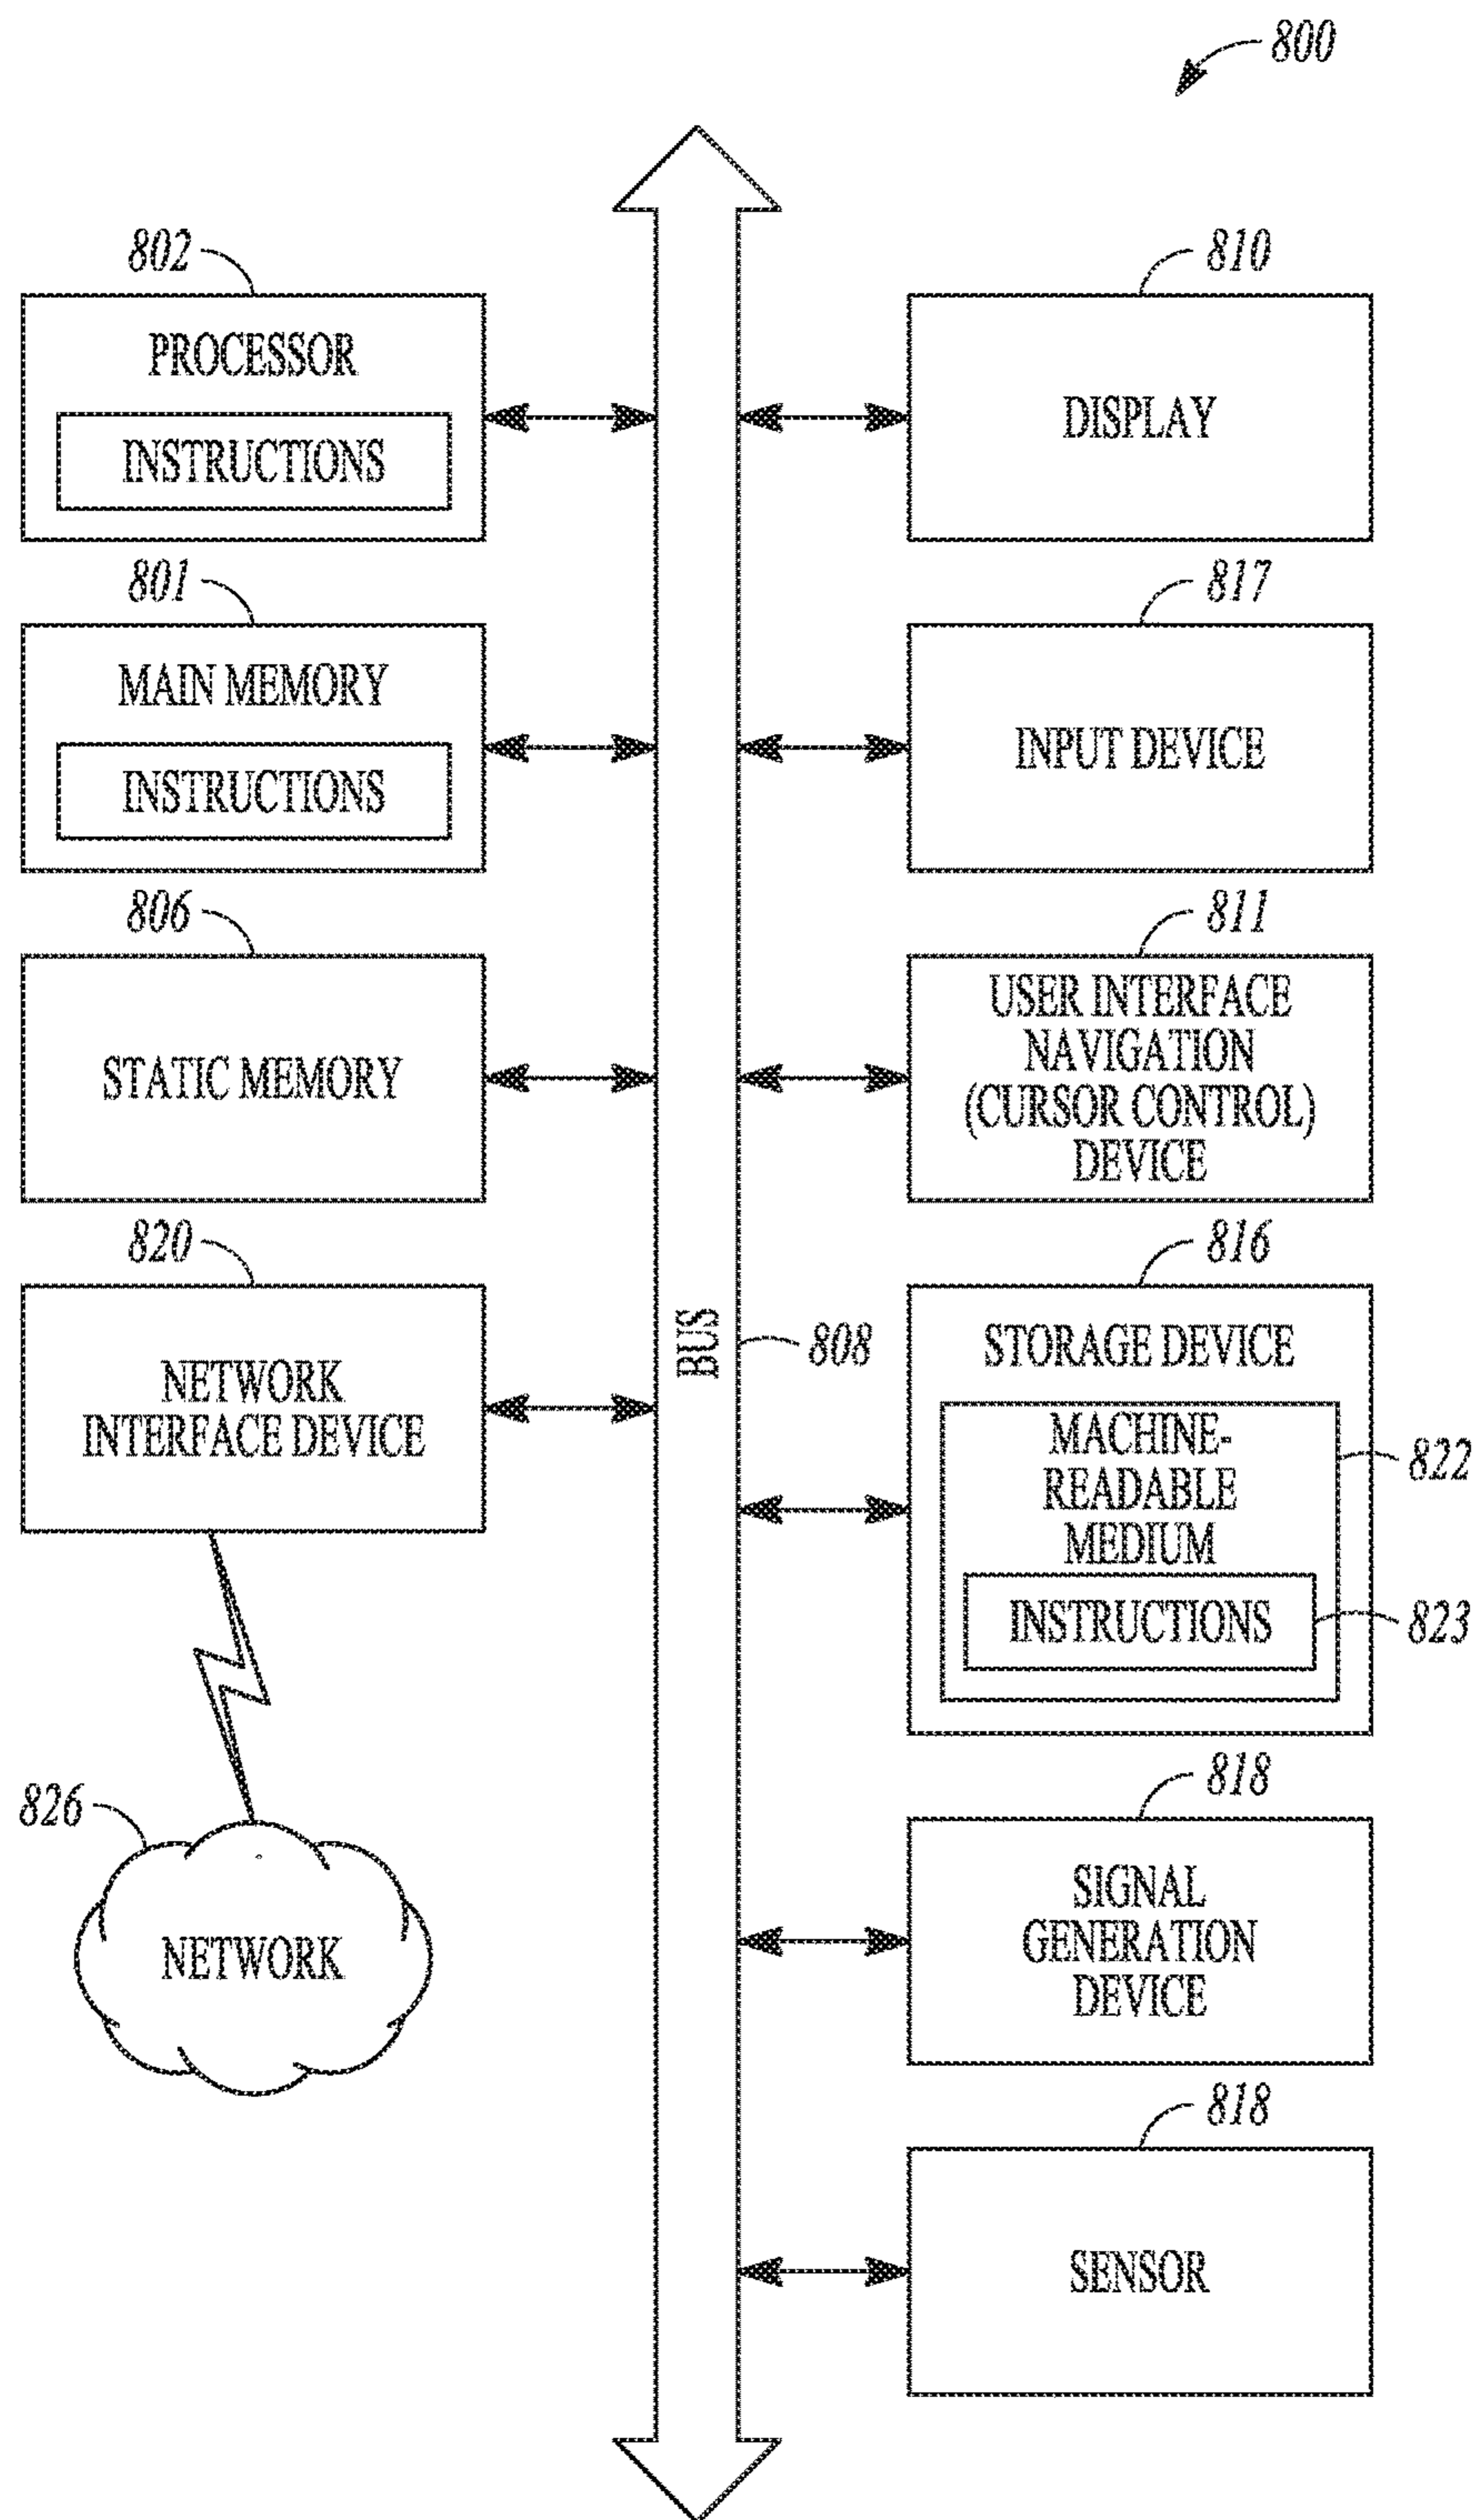 800
802
PROCESSOR
INSTRUCTIONS
801
MAIN MEMORY
INSTRUCTIONS
806
STATIC MEMORY
820
NETWORK
INTERFACE DEVICE
826
NETWORK
BUS
808
810
DISPLAY
817
INPUT DEVICE
811
USER INTERFACE
NAVIGATION
(CURSOR CONTROL)
DEVICE
816
STORAGE DEVICE
MACHINE-
READABLE
MEDIUM
822
INSTRUCTIONS
823
818
SIGNAL
GENERATION
DEVICE
818
SENSOR